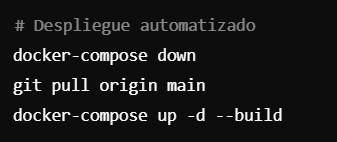 # Despliegue automatizado
docker-compose down
git pull origin main
docker-compose up -d --build